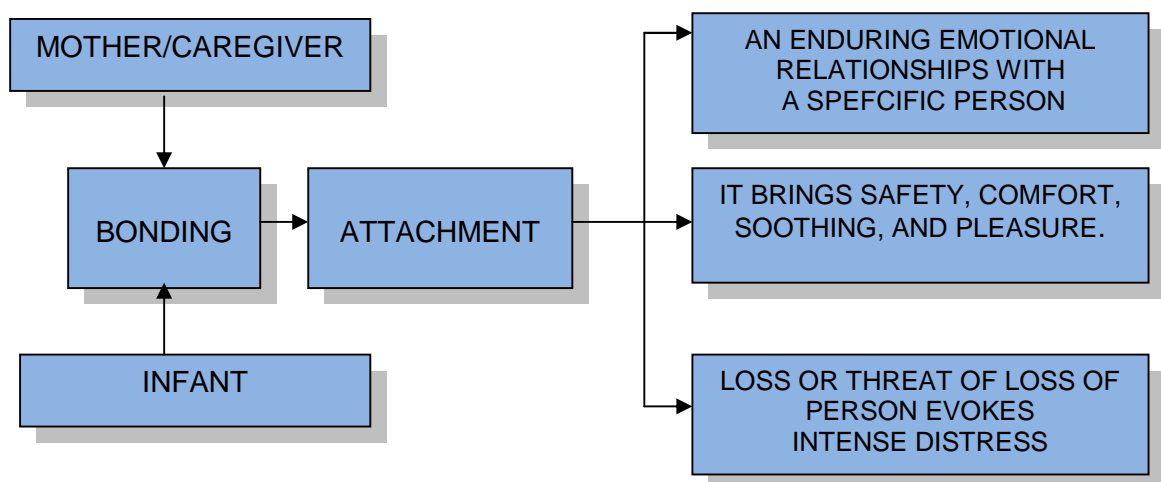 MOTHER/CAREGIVER
BONDING
INFANT
ATTACHMENT
AN ENDURING EMOTIONAL
RELATIONSHIPS WITH
A SPEFCIFIC PERSON
IT BRINGS SAFETY, COMFORT,
SOOTHING, AND PLEASURE.
LOSS OR THREAT OF LOSS OF
PERSON EVOKES
INTENSE DISTRESS